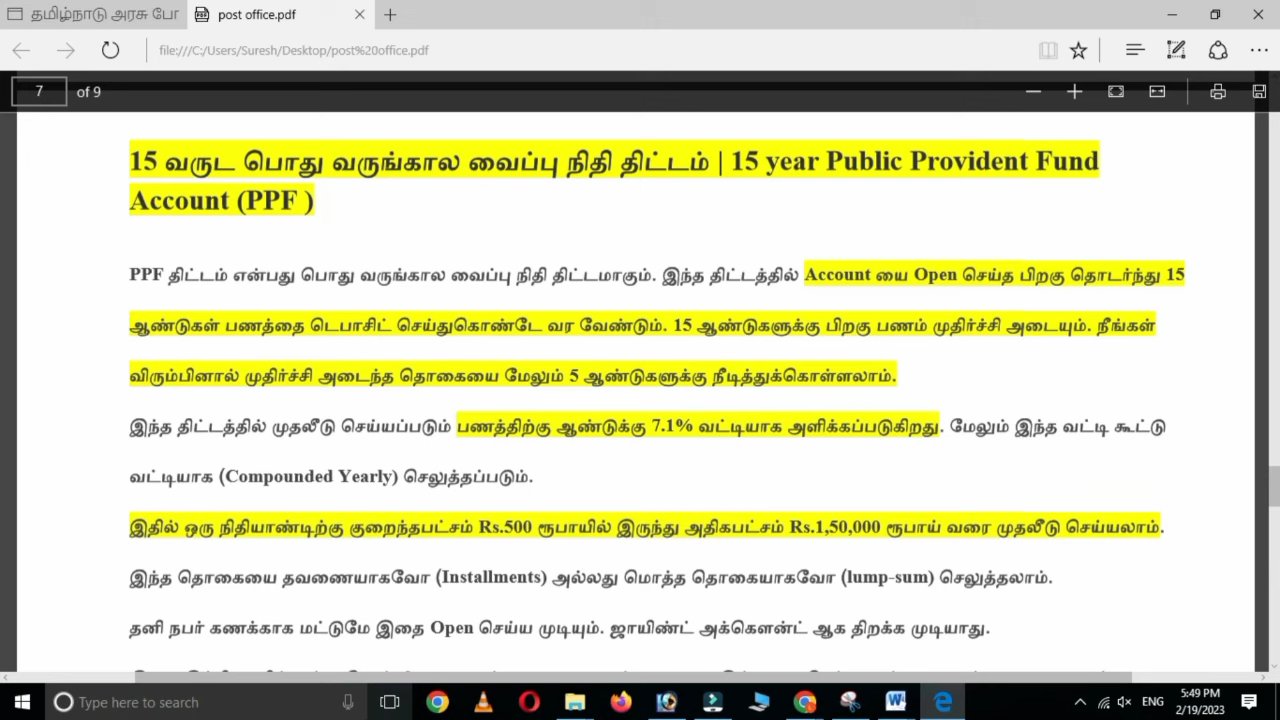 தமிழ்நாடு அரசு போ
post office.pdf
file:///C:/Users/Suresh/Desktop/post%20office.pdf
7 of 9
15 வருட பொது வருங்கால வைப்பு நிதி திட்டம் | 15 year Public Provident Fund
Account (PPF )
PPF திட்டம் என்பது பொது வருங்கால வைப்பு நிதி திட்டமாகும். இந்த திட்டத்தில் Account யை Open செய்த பிறகு தொடர்ந்து 15
ஆண்டுகள் பணத்தை டெபாசிட் செய்துகொண்டே வர வேண்டும். 15 ஆண்டுகளுக்கு பிறகு பணம் முதிர்ச்சி அடையும். நீங்கள்
விரும்பினால் முதிர்ச்சி அடைந்த தொகையை மேலும் 5 ஆண்டுகளுக்கு நீடித்துக்கொள்ளலாம்.
இந்த திட்டத்தில் முதலீடு செய்யப்படும் பணத்திற்கு ஆண்டுக்கு 7.1% வட்டியாக அளிக்கப்படுகிறது. மேலும் இந்த வட்டி கூட்டு
வட்டியாக (Compounded Yearly) செலுத்தப்படும்.
இதில் ஒரு நிதியாண்டிற்கு குறைந்தபட்சம் Rs.500 ரூபாயில் இருந்து அதிகபட்சம் Rs.1,50,000 ரூபாய் வரை முதலீடு செய்யலாம்.
இந்த தொகையை தவணையாகவோ (Installments) அல்லது மொத்த தொகையாகவோ (lump-sum) செலுத்தலாம்.
தனி நபர் கணக்காக மட்டுமே இதை Open செய்ய முடியும். ஜாயிண்ட் அக்கௌன்ட் ஆக திறக்க முடியாது.
Type here to search
ENG
5:49 PM
2/19/2023